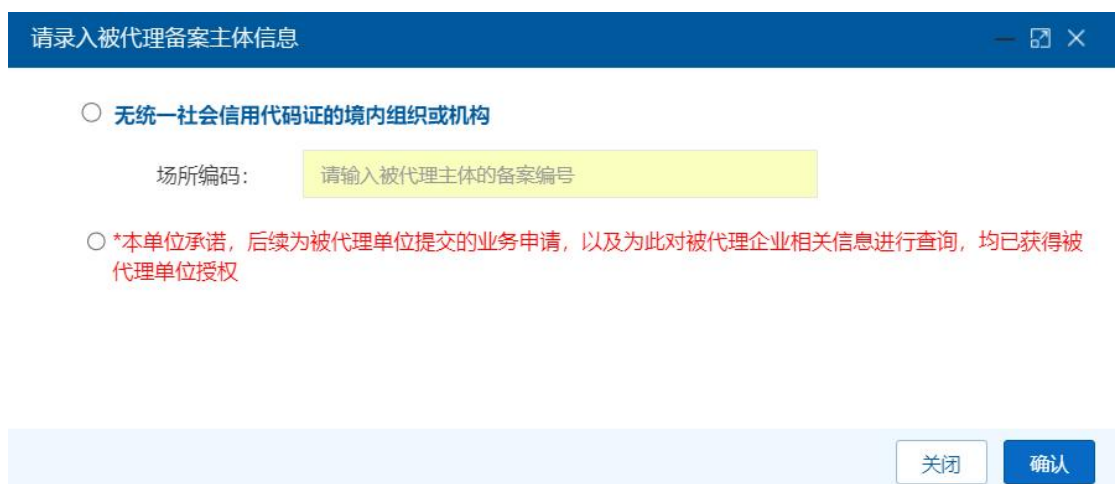 请录入被代理备案主体信息
无统一社会信用代码证的境内组织或机构
场所编码: 请输入被代理主体的备案编号
*本单位承诺，后续为被代理单位提交的业务申请，以及为此对被代理企业相关信息进行查询，均已获得被
代理单位授权
关闭 确认